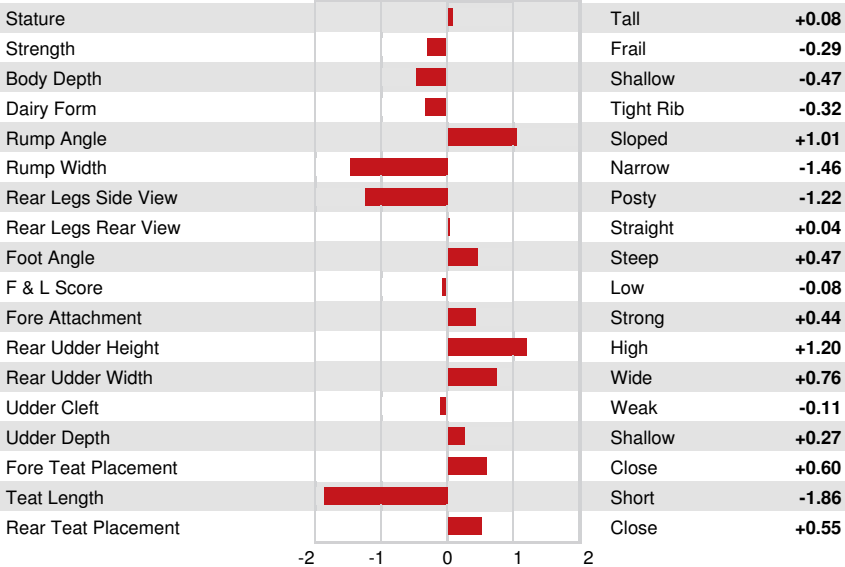 Stature Tall +0.08
Strength Frail -0.29
Body Depth Shallow -0.47
Dairy Form Tight Rib -0.32
Rump Angle Sloped +1.01
Rump Width Narrow -1.46
Rear Legs Side View Posty -1.22
Rear Legs Rear View Straight +0.04
Foot Angle Steep +0.47
F & L Score Low -0.08
Fore Attachment Strong +0.44
Rear Udder Height High +1.20
Rear Udder Width Wide +0.76
Udder Cleft Weak -0.11
Udder Depth Shallow +0.27
Fore Teat Placement Close +0.60
Teat Length Short -1.86
Rear Teat Placement Close +0.55
-2 -1 0 1 2